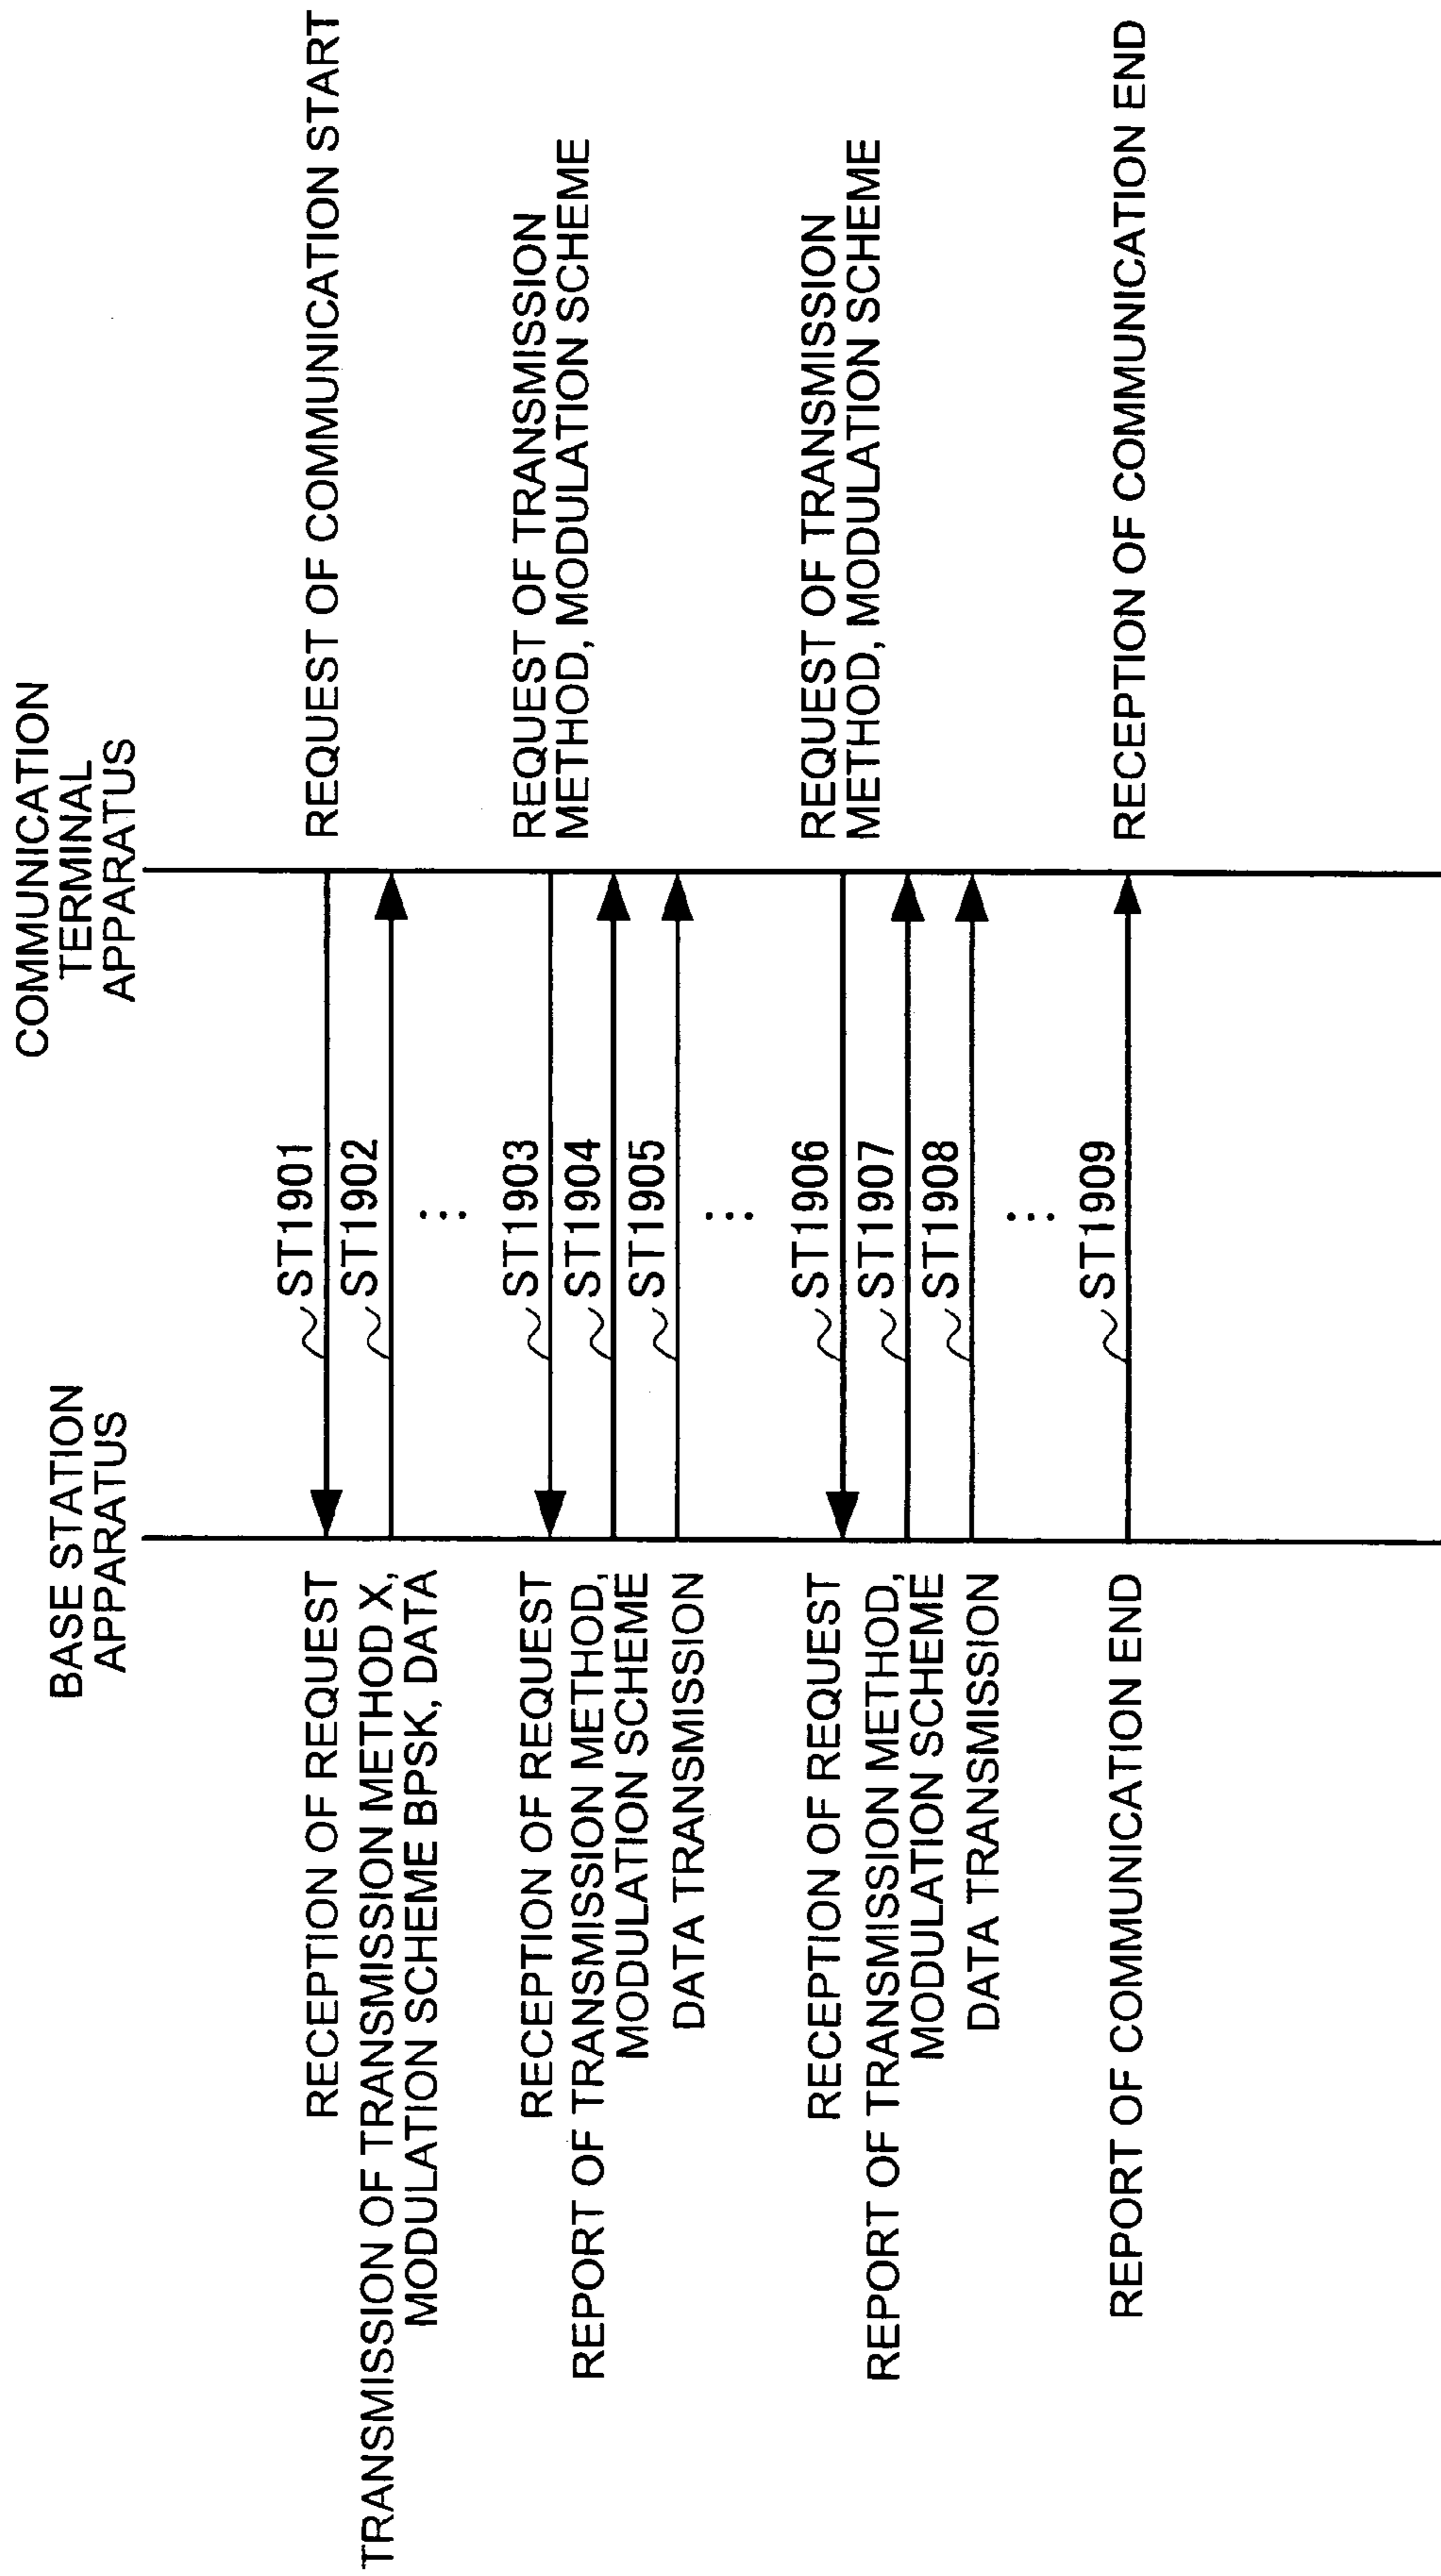 BASE STATION
APPARATUS
COMMUNICATION
TERMINAL
APPARATUS
RECEPTION OF REQUEST
ST1901
REQUEST OF COMMUNICATION START
TRANSMISSION OF TRANSMISSION METHOD X,
MODULATION SCHEME BPSK, DATA
ST1902
...
RECEPTION OF REQUEST
ST1903
REQUEST OF TRANSMISSION
METHOD, MODULATION SCHEME
REPORT OF TRANSMISSION METHOD,
MODULATION SCHEME
ST1904
DATA TRANSMISSION
ST1905
...
RECEPTION OF REQUEST
ST1906
REQUEST OF TRANSMISSION
METHOD, MODULATION SCHEME
REPORT OF TRANSMISSION METHOD,
MODULATION SCHEME
ST1907
DATA TRANSMISSION
ST1908
...
REPORT OF COMMUNICATION END
ST1909
RECEPTION OF COMMUNICATION END